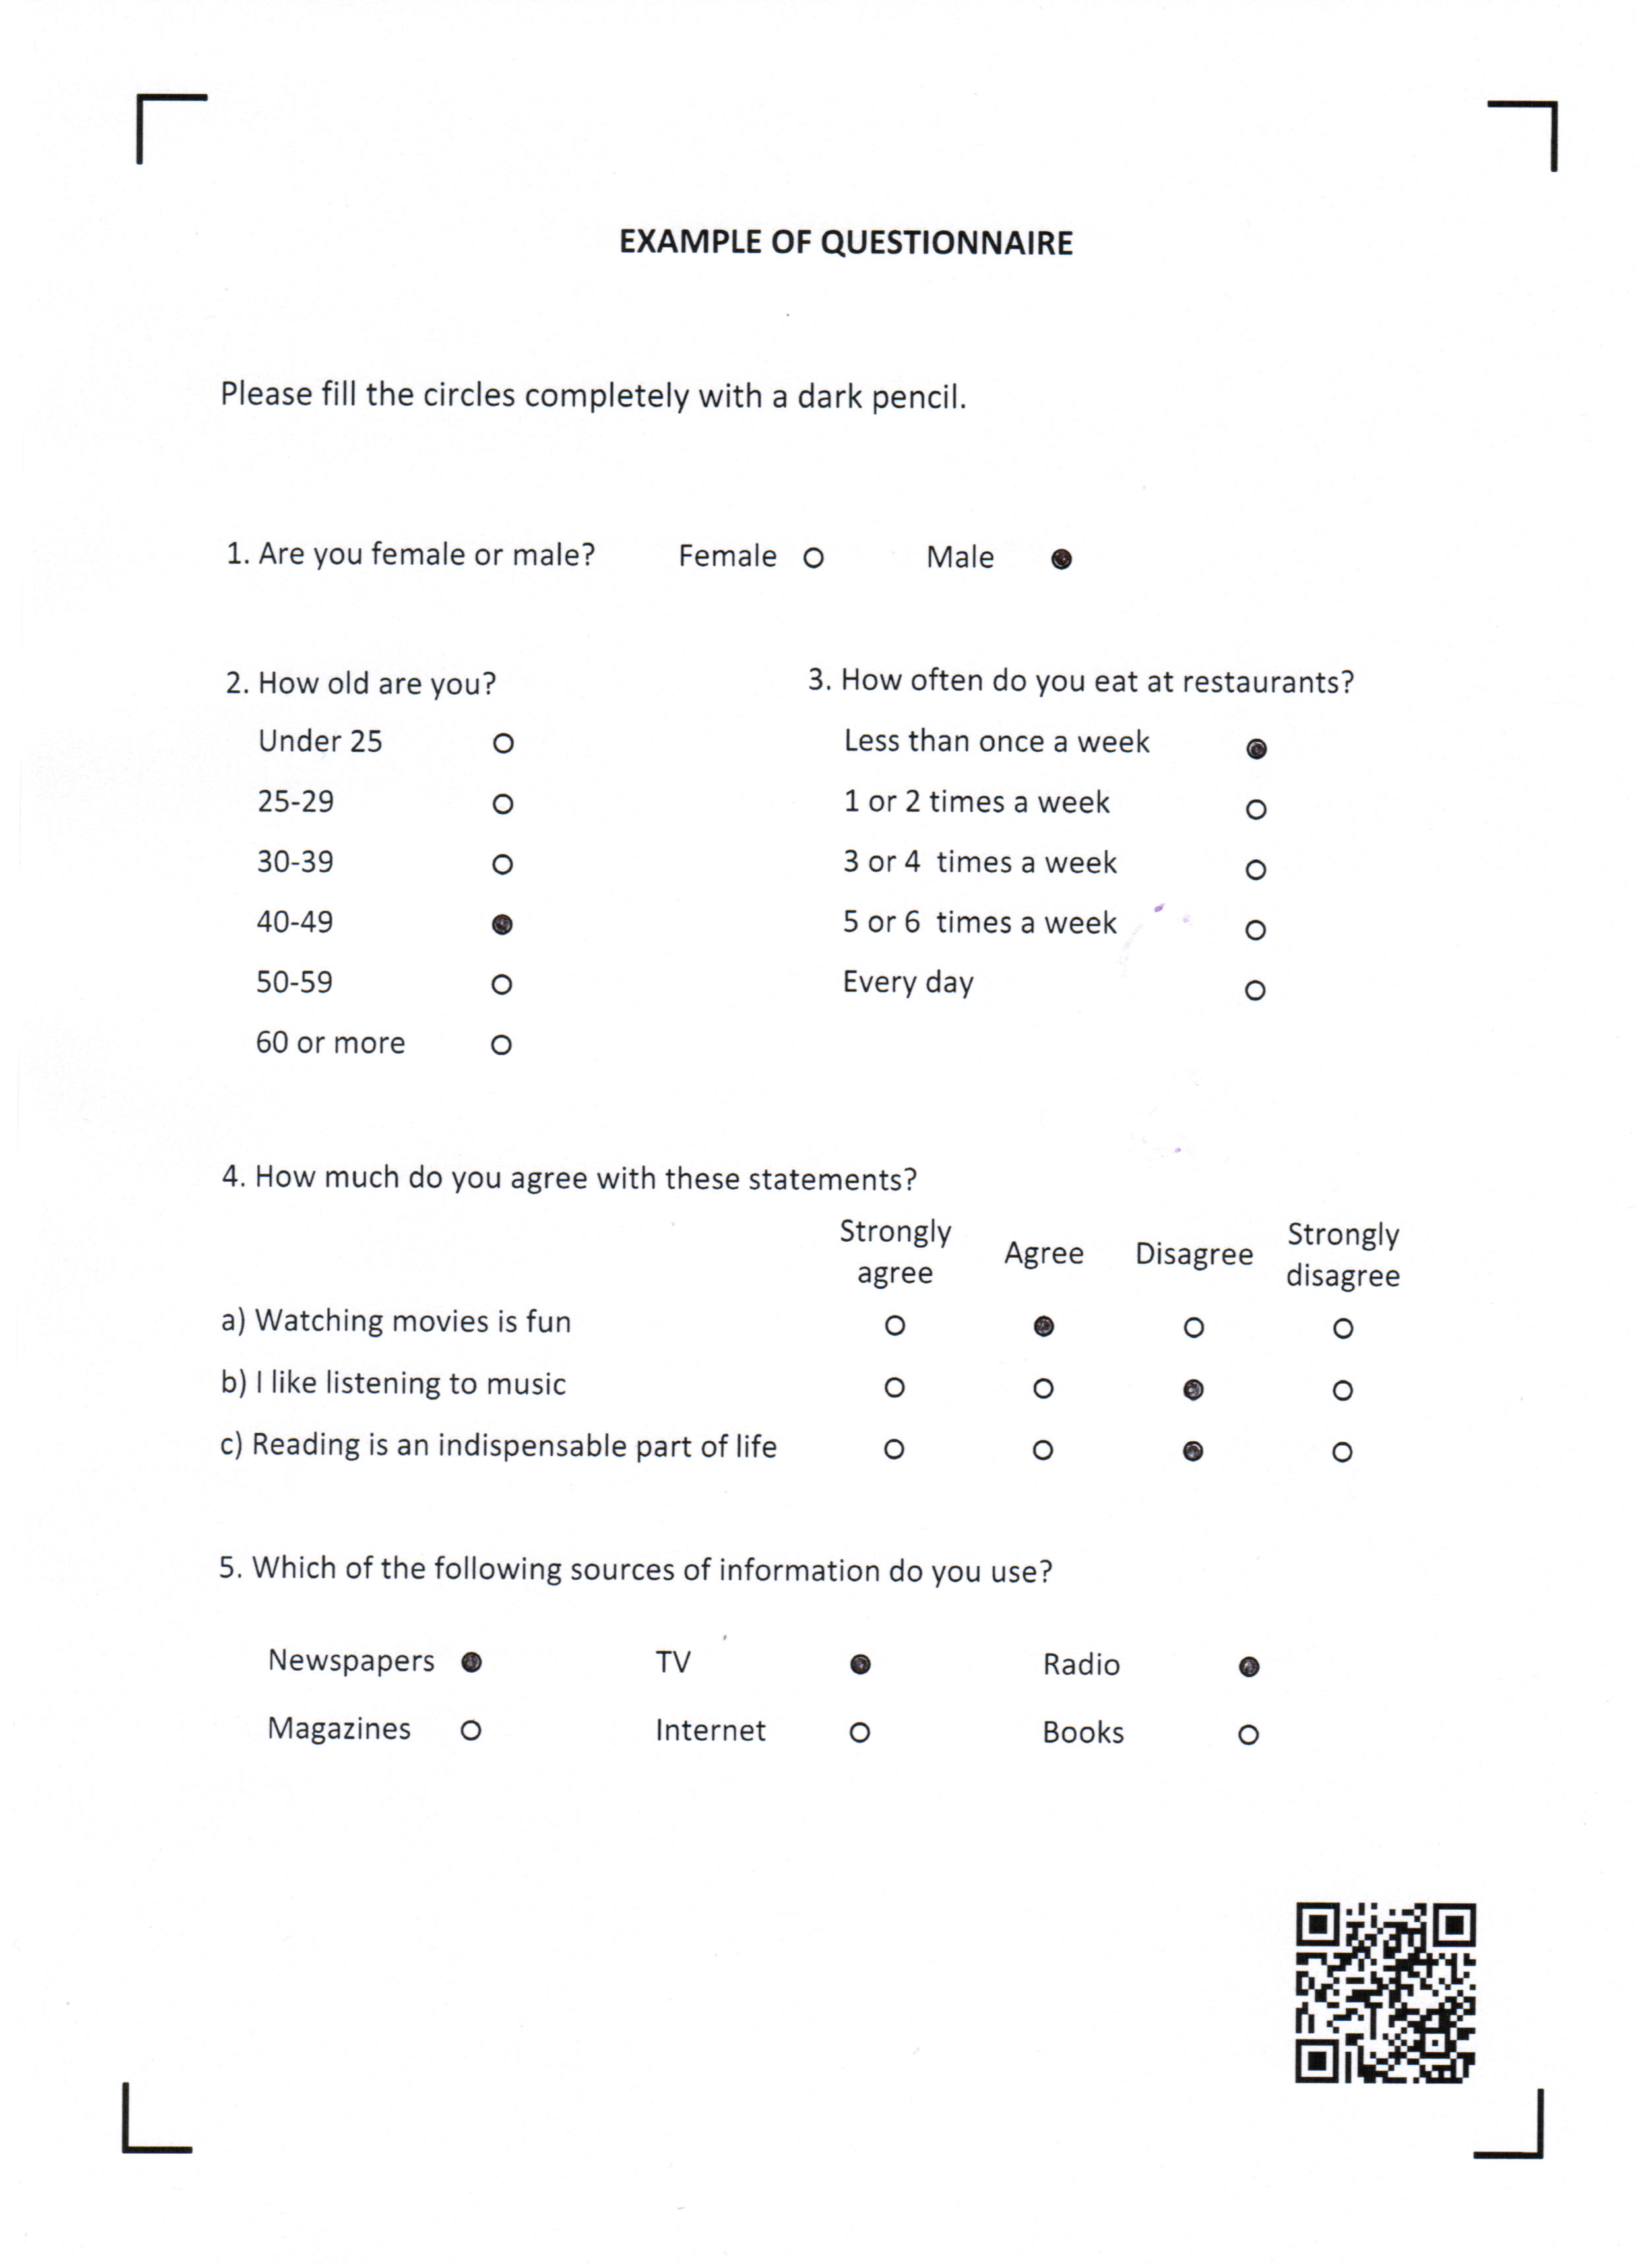 EXAMPLE OF QUESTIONNAIRE
Please fill the circles completely with a dark pencil.
1. Are you female or male? Female Male
2. How old are you?
Under 25
25-29
30-39
40-49
50-59
60 or more
3. How often do you eat at restaurants?
Less than once a week
1 or 2 times a week
3 or 4 times a week
5 or 6 times a week
Every day
4. How much do you agree with these statements?
Strongly agree Agree Disagree Strongly disagree
a) Watching movies is fun
b) I like listening to music
c) Reading is an indispensable part of life
5. Which of the following sources of information do you use?
Newspapers TV Radio
Magazines Internet Books